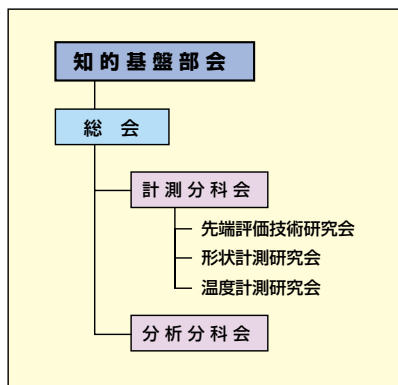 知的基盤部会
総 会
計測分科会
先端評価技術研究会
形状計測研究会
温度計測研究会
分析分科会